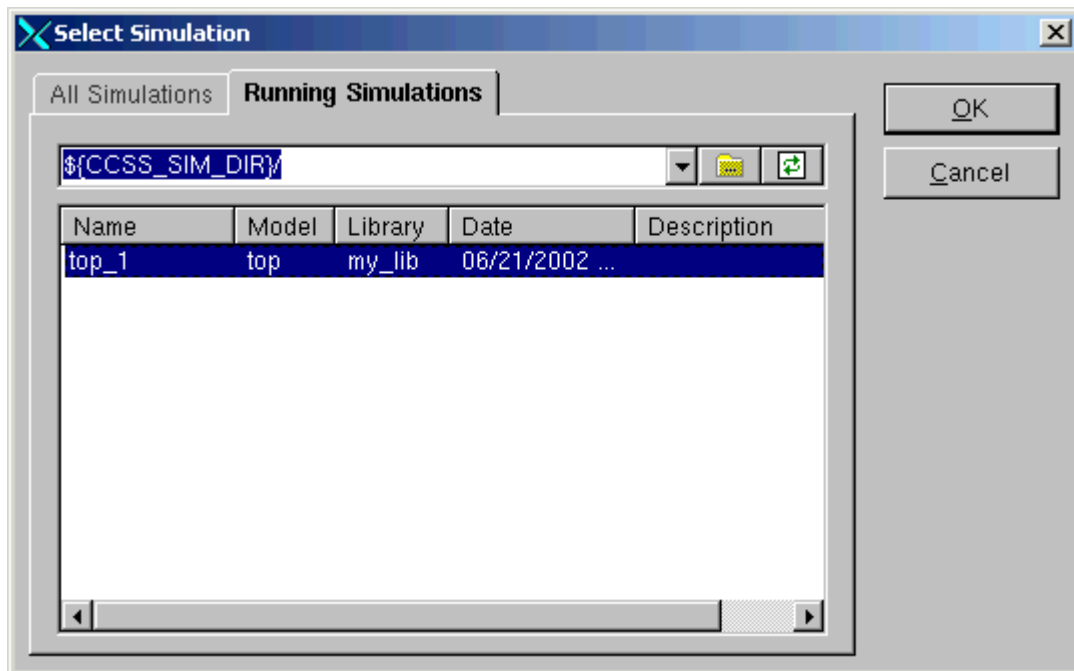 Select Simulation
All Simulations Running Simulations
OK
${CCSS_SIM_DIR}/
Cancel
Name Model Library Date Description
top_1 top my_lib 06/21/2002 ...